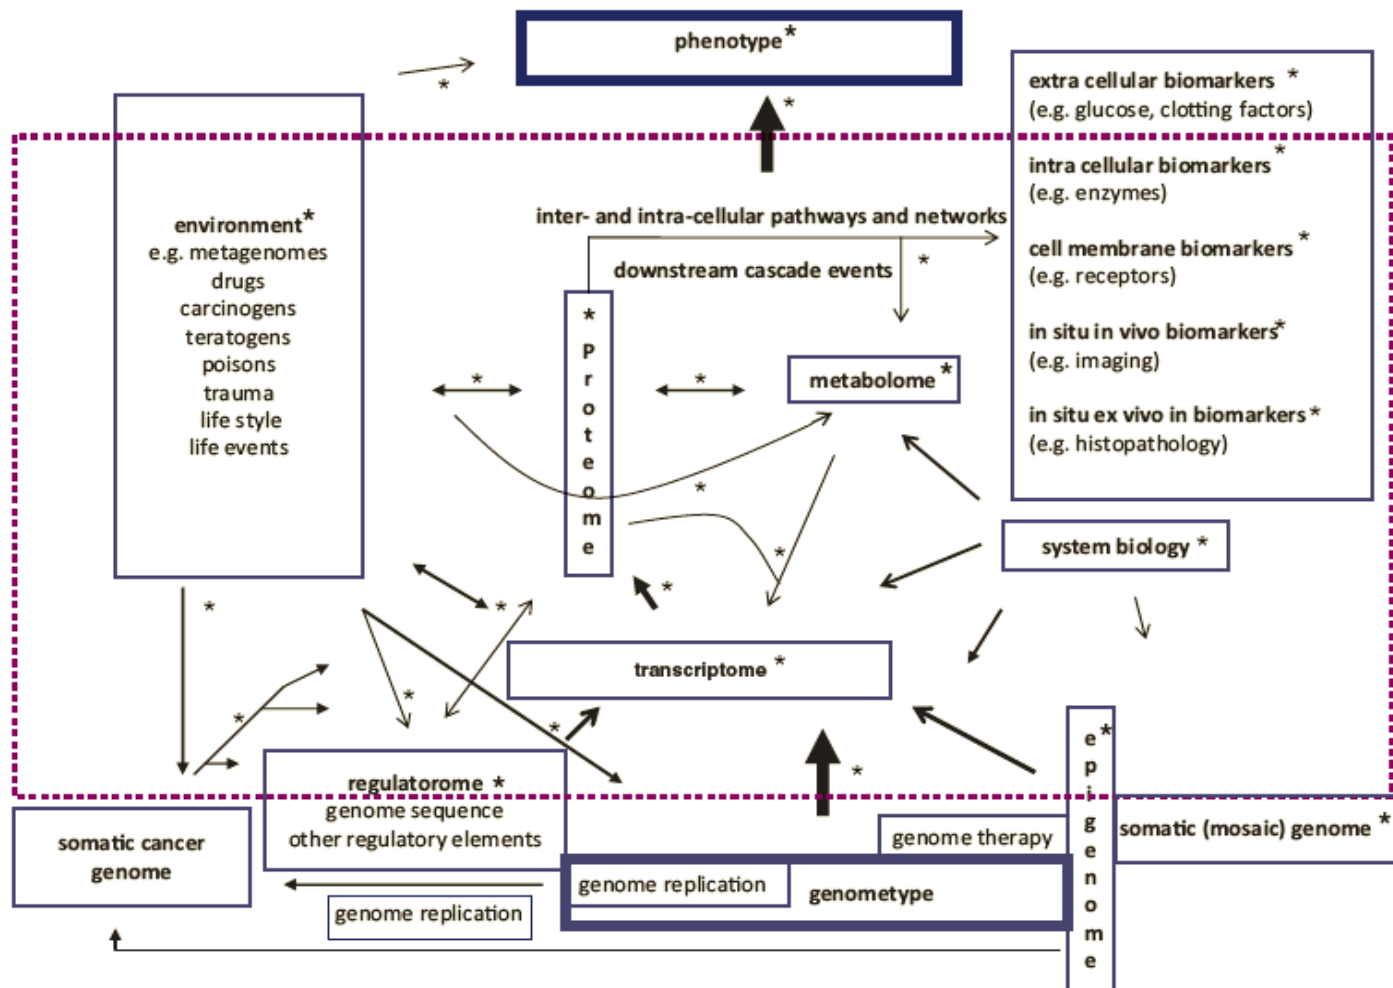 phenotype*
*
*
extra cellular biomarkers *
(e.g. glucose, clotting factors)
intra cellular biomarkers *
(e.g. enzymes)
cell membrane biomarkers *
(e.g. receptors)
in situ in vivo biomarkers*
(e.g. imaging)
in situ ex vivo in biomarkers *
(e.g. histopathology)
environment*
e.g. metagenomes
drugs
carcinogens
teratogens
poisons
trauma
life style
life events
inter- and intra-cellular pathways and networks
downstream cascade events
*
* Proteome
*
*
metabolome *
*
*
system biology *
*
*
*
*
*
*
transcriptome *
*
regulatorome *
genome sequence
other regulatory elements
somatic cancer
genome
genome therapy
epigenome*
somatic (mosaic) genome *
genome replication
genometype
genome replication